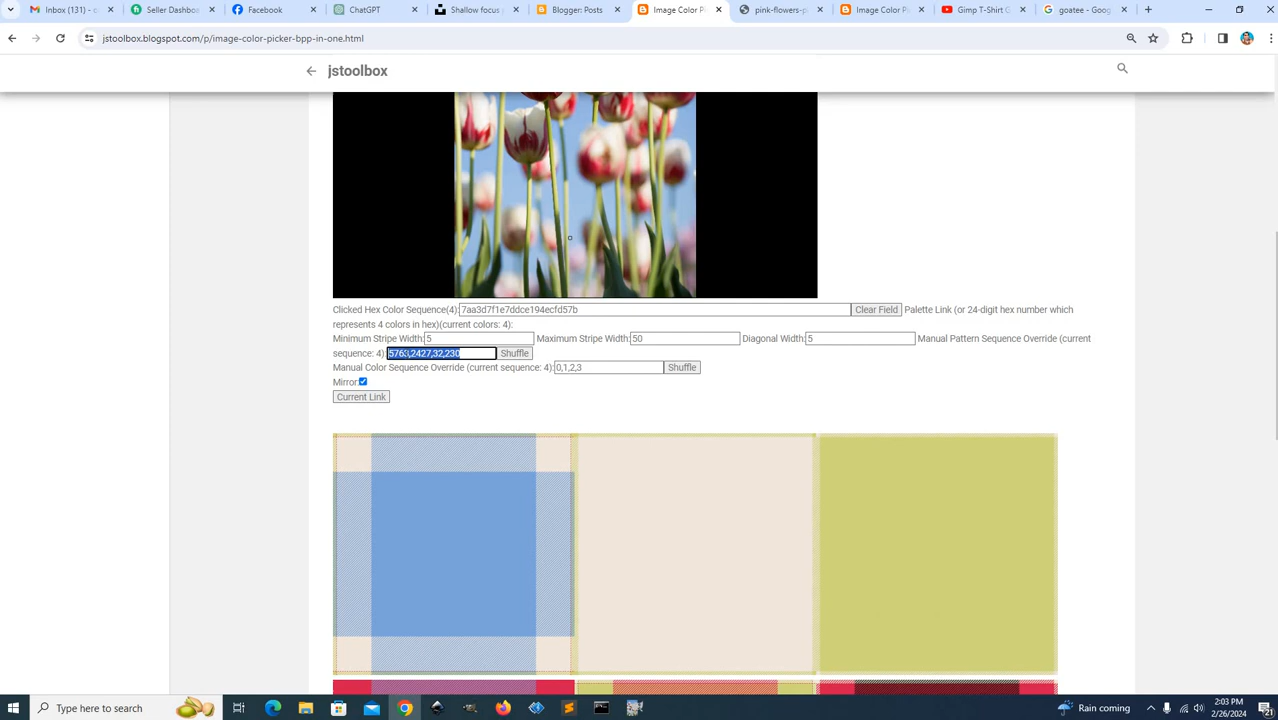 Inbox (131) - d
Seller Dashboa
Facebook
ChatGPT
Shallow focus
Blogger: Posts
Image Color P
pink-flowers-p
Image Color P
Gimp T-Shirt G
goatee - Goog
jstoolbox.blogspot.com/p/image-color-picker-bpp-in-one.html
jstoolbox
Clicked Hex Color Sequence(4): 7aa3d7f1e7ddce194ecfd57b Clear Field Palette Link (or 24-digit hex number which
represents 4 colors in hex)(current colors: 4):
Minimum Stripe Width: 5 Maximum Stripe Width: 50 Diagonal Width: 5 Manual Pattern Sequence Override (current
sequence: 4): ,2427,32,230 Shuffle
Manual Color Sequence Override (current sequence: 4): 0,1,2,3 Shuffle
Mirror:
Current Link
Type here to search
Rain coming
2:03 PM
2/26/2024
21